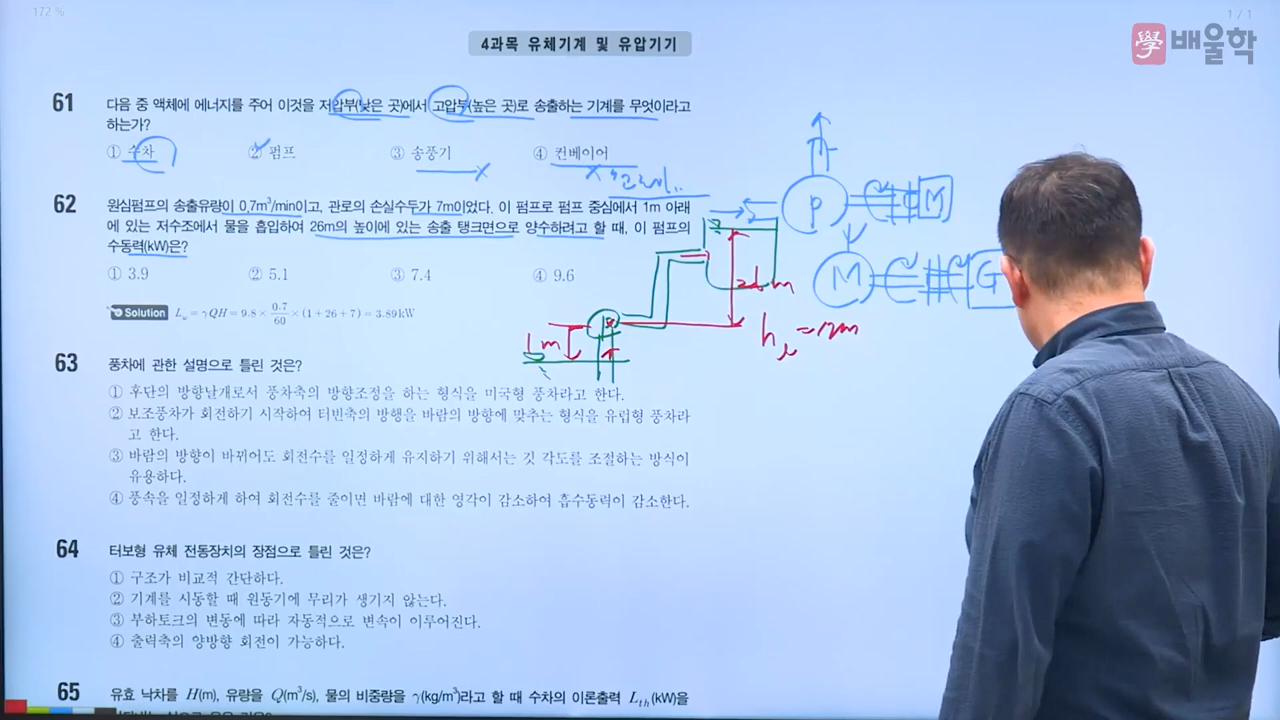 172 %
1 / 1
學 배울학
4과목 유체기계 및 유압기기
61 다음 중 액체에 에너지를 주어 이것을 저압부(낮은 곳)에서 고압부(높은 곳)로 송출하는 기계를 무엇이라고
하는가?
① 수차 ② 펌프 ③ 송풍기 ④ 컨베이어
62 원심펌프의 송출유량이 0.7m³/min이고, 관로의 손실수두가 7m이었다. 이 펌프로 펌프 중심에서 1m 아래
에 있는 저수조에서 물을 흡입하여 26m의 높이에 있는 송출 탱크면으로 양수하려고 할 때, 이 펌프의
수동력(kW)은?
① 3.9 ② 5.1 ③ 7.4 ④ 9.6
Solution L_w = γQH = 9.8 × 0.7/60 × (1 + 26 + 7) = 3.89kW
P
M
M
G
26m
1m
63 풍차에 관한 설명으로 틀린 것은?
① 후단의 방향날개로서 풍차축의 방향조정을 하는 형식을 미국형 풍차라고 한다.
② 보조풍차가 회전하기 시작하여 터빈축의 방행을 바람의 방향에 맞추는 형식을 유럽형 풍차라
고 한다.
③ 바람의 방향이 바뀌어도 회전수를 일정하게 유지하기 위해서는 깃 각도를 조절하는 방식이
유용하다.
④ 풍속을 일정하게 하여 회전수를 줄이면 바람에 대한 영각이 감소하여 흡수동력이 감소한다.
64 터보형 유체 전동장치의 장점으로 틀린 것은?
① 구조가 비교적 간단하다.
② 기계를 시동할 때 원동기에 무리가 생기지 않는다.
③ 부하토크의 변동에 따라 자동적으로 변속이 이루어진다.
④ 출력축의 양방향 회전이 가능하다.
65 유효 낙차를 H(m), 유량을 Q(m³/s), 물의 비중량을 γ(kg/m³)라고 할 때 수차의 이론출력 L_th(kW)을